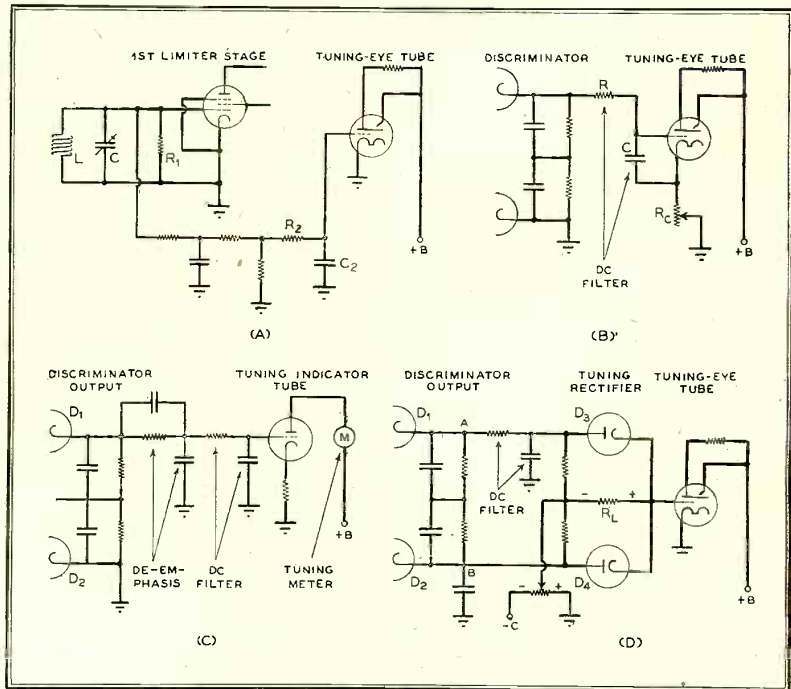 1ST LIMITER STAGE
TUNING-EYE TUBE
L
C
R1
R2
C2
+B
(A)
DISCRIMINATOR
TUNING-EYE TUBE
R
C
RC
DC
FILTER
+B
(B)
DISCRIMINATOR
OUTPUT
TUNING INDICATOR
TUBE
D1
M
+B
D2
DE-EM-
PHASIS
DC
FILTER
TUNING
METER
(C)
DISCRIMINATOR
OUTPUT
TUNING
RECTIFIER
TUNING-EYE
TUBE
D1
A
D3
DC
FILTER
- +
RL
D2
B
D4
- +
-C
+B
(D)